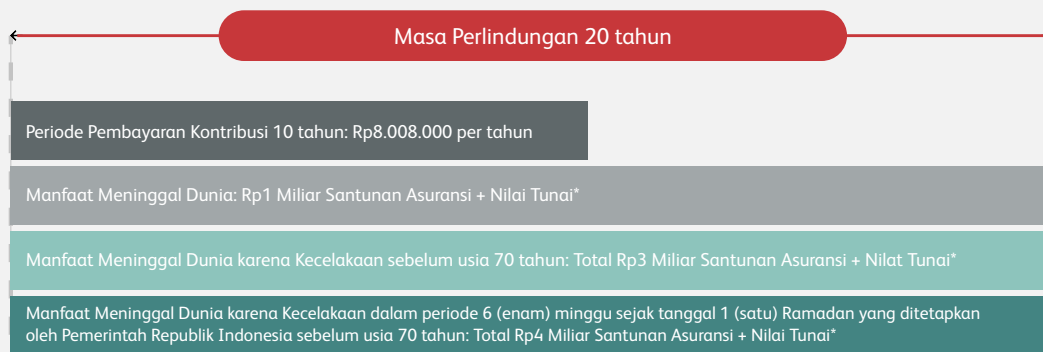 Masa Perlindungan 20 tahun
Periode Pembayaran Kontribusi 10 tahun: Rp8.008.000 per tahun
Manfaat Meninggal Dunia: Rp1 Miliar Santunan Asuransi + Nilai Tunai*
Manfaat Meninggal Dunia karena Kecelakaan sebelum usia 70 tahun: Total Rp3 Miliar Santunan Asuransi + Nilat Tunai*
Manfaat Meninggal Dunia karena Kecelakaan dalam periode 6 (enam) minggu sejak tanggal 1 (satu) Ramadan yang ditetapkan
oleh Pemerintah Republik Indonesia sebelum usia 70 tahun: Total Rp4 Miliar Santunan Asuransi + Nilai Tunai*